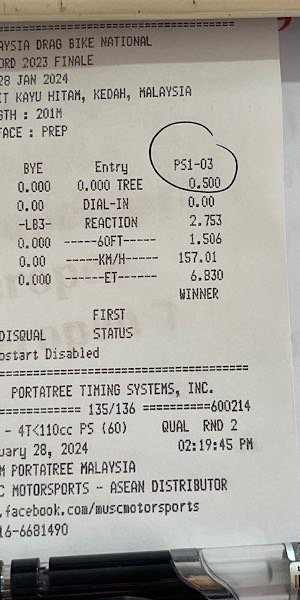 ================================
AYSIA DRAG BIKE NATIONAL
ORD 2023 FINALE
28 JAN 2024
IT KAYU HITAM, KEDAH, MALAYSIA
GTH : 201M
FACE : PREP
BYE Entry PS1-03
0.000 0.000 TREE 0.500
0.00 DIAL-IN 0.00
-LB3- REACTION 2.753
0.000 -----60FT------ 1.506
0.00 -----KM/H------ 157.01
0.000 ------ET------- 6.830
WINNER
FIRST
DISQUAL STATUS
ostart Disabled
================================
PORTATREE TIMING SYSTEMS, INC.
============ 135/136 ==========600214
- 4T<110cc PS (60) QUAL RND 2
uary 28, 2024 02:19:45 PM
M PORTATREE MALAYSIA
C MOTORSPORTS - ASEAN DISTRIBUTOR
.facebook.com/muscmotorsports
16-6681490